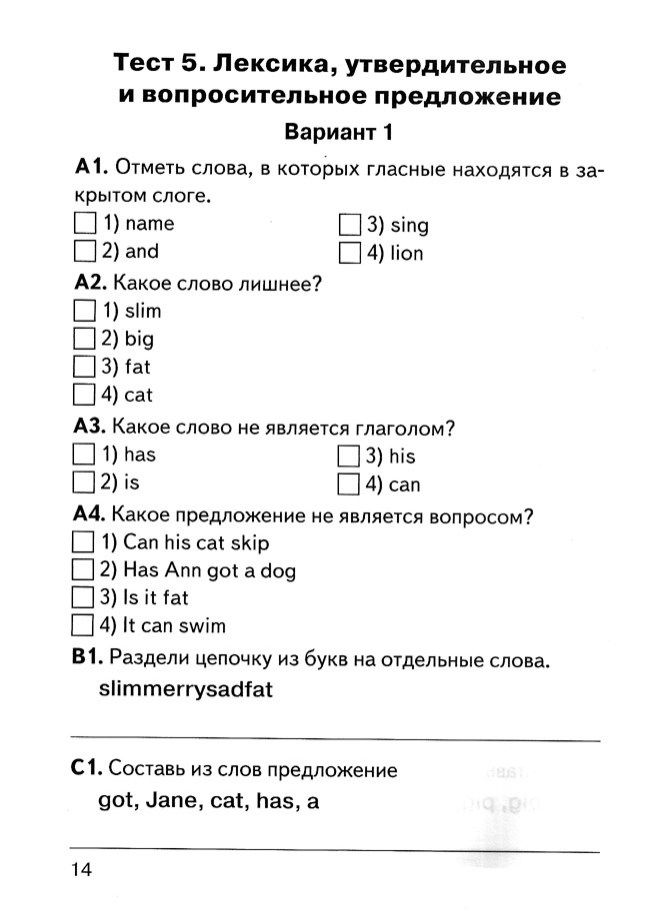 Тест 5. Лексика, утвердительное
и вопросительное предложение
Вариант 1
А1. Отметь слова, в которых гласные находятся в за-
крытом слоге.
1) name 3) sing
2) and 4) lion
А2. Какое слово лишнее?
1) slim
2) big
3) fat
4) cat
А3. Какое слово не является глаголом?
1) has 3) his
2) is 4) can
А4. Какое предложение не является вопросом?
1) Can his cat skip
2) Has Ann got a dog
3) Is it fat
4) It can swim
В1. Раздели цепочку из букв на отдельные слова.
slimmerrysadfat
С1. Составь из слов предложение
got, Jane, cat, has, a
14